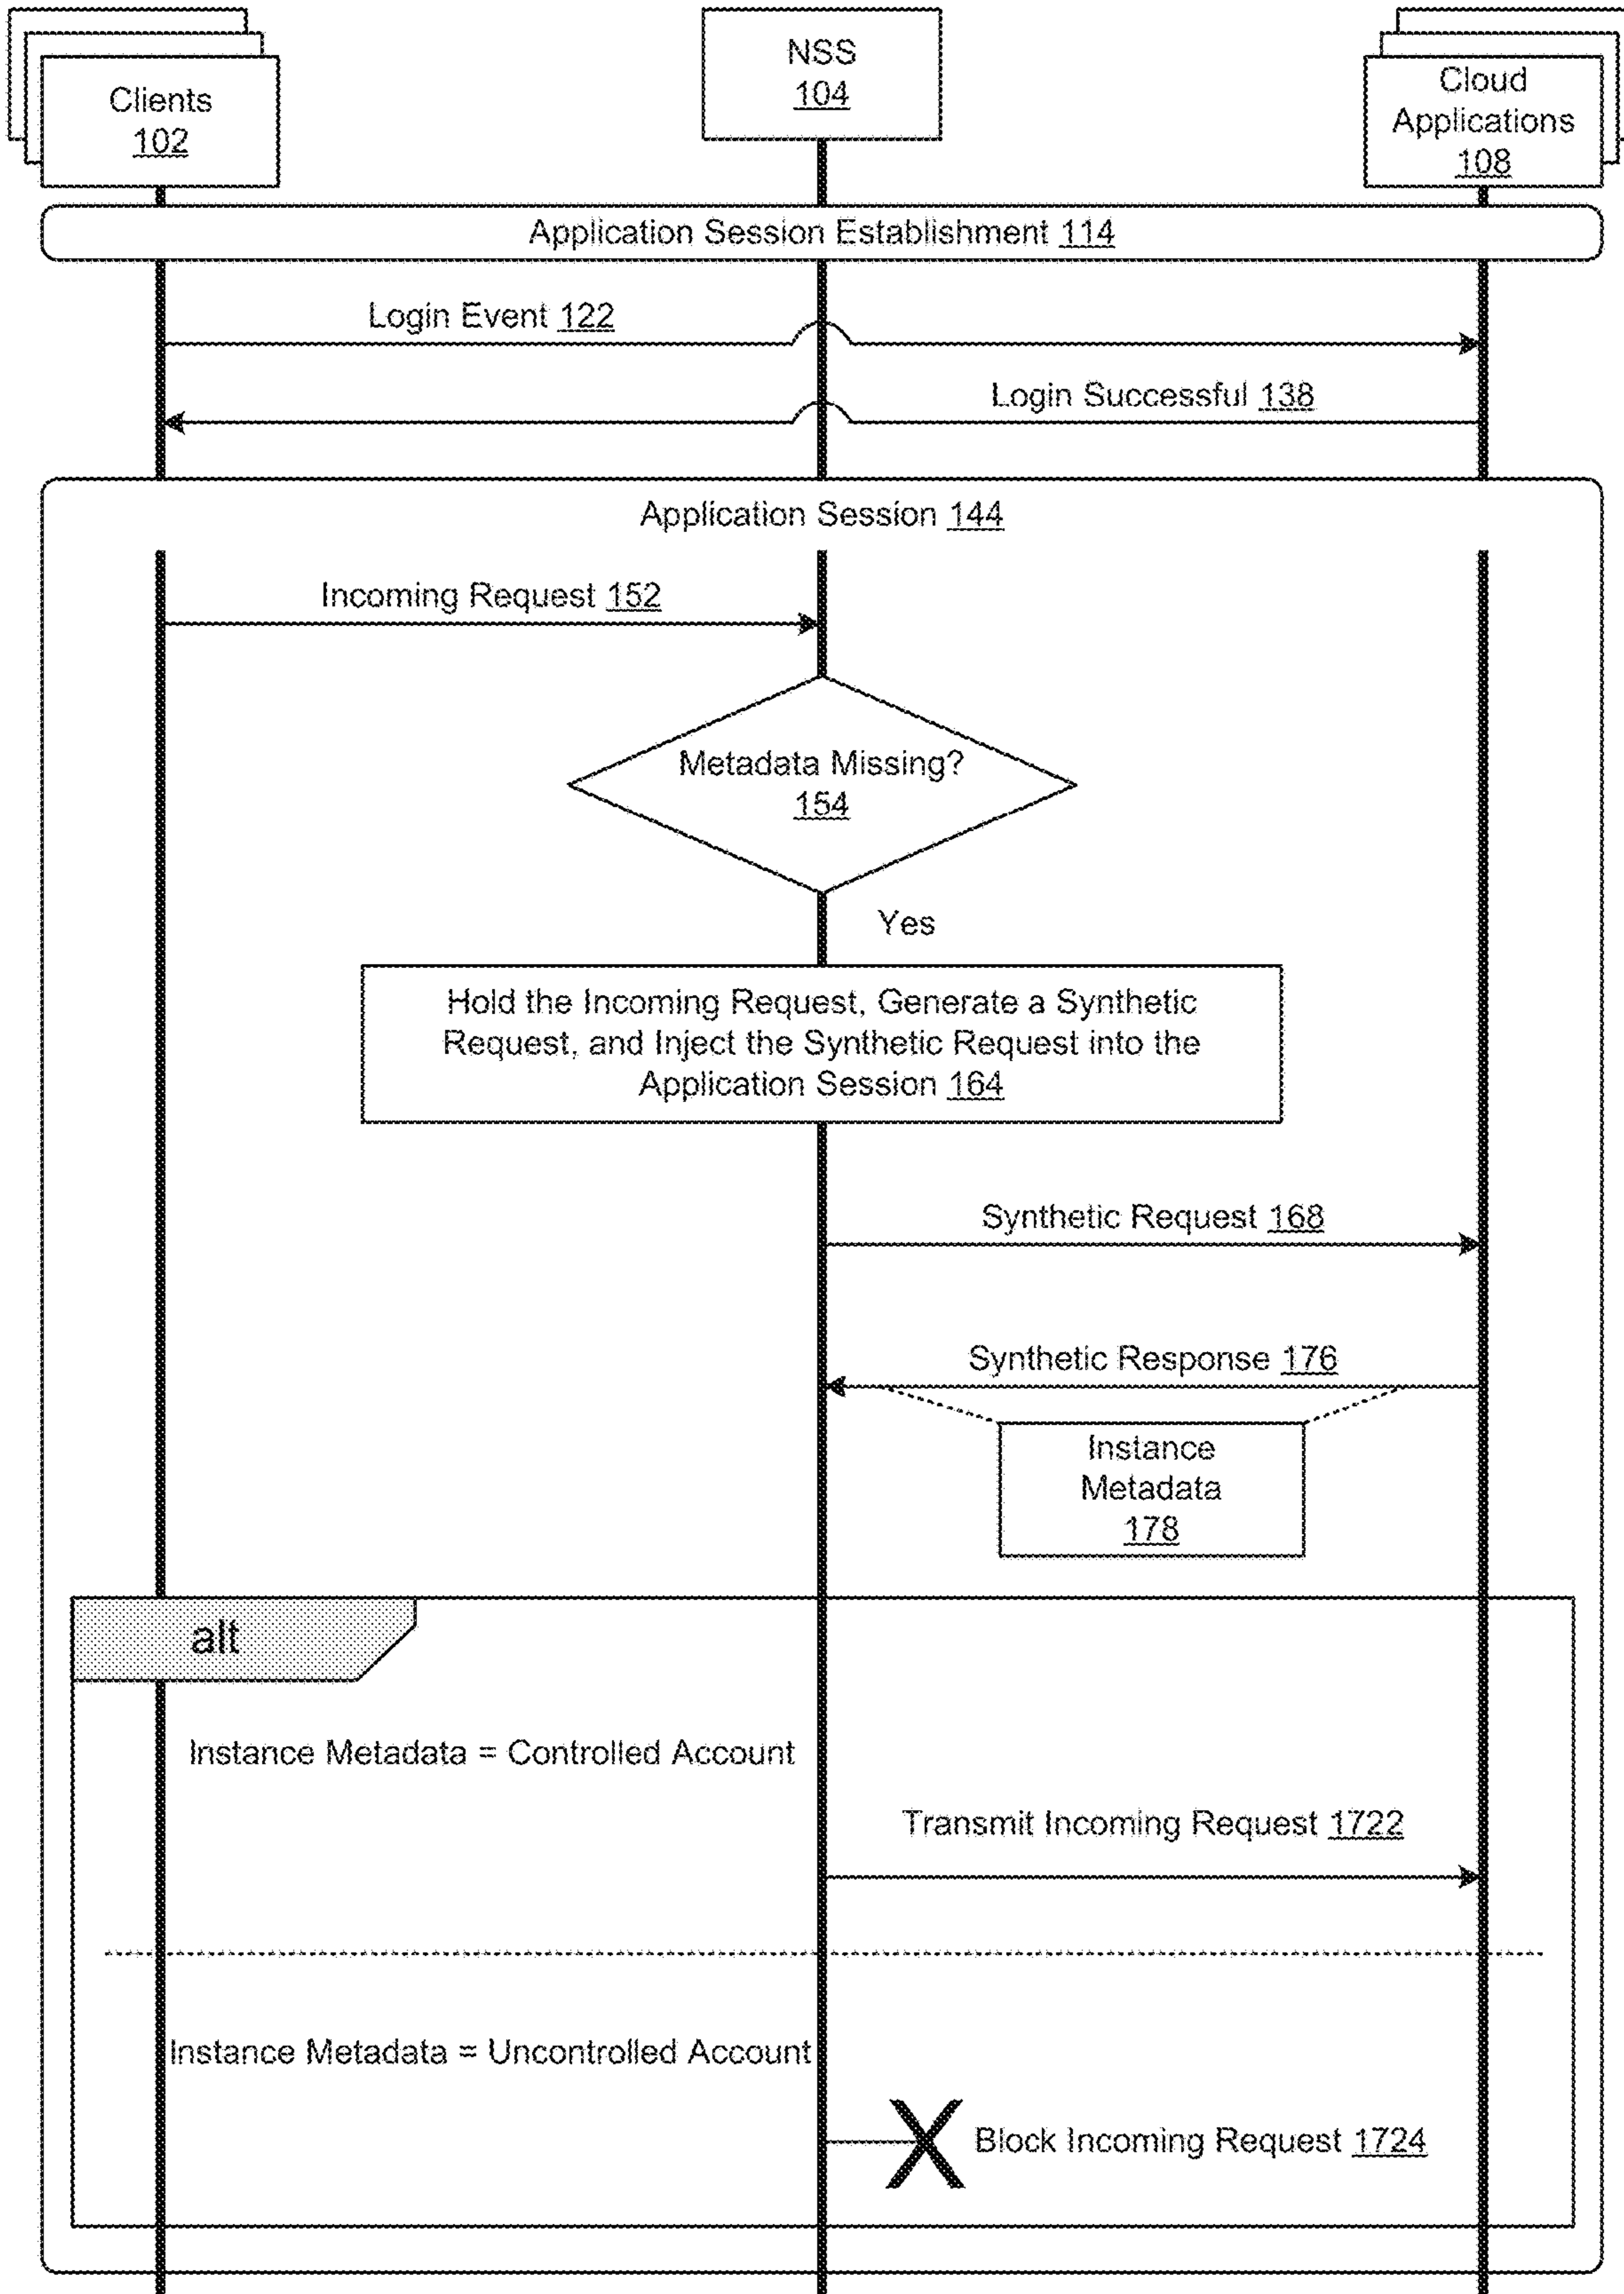 Clients
102
NSS
104
Cloud
Applications
108
Application Session Establishment 114
Login Event 122
Login Successful 138
Application Session 144
Incoming Request 152
Metadata Missing?
154
Yes
Hold the Incoming Request, Generate a Synthetic
Request, and Inject the Synthetic Request into the
Application Session 164
Synthetic Request 168
Synthetic Response 176
Instance
Metadata
178
alt
Instance Metadata = Controlled Account
Transmit Incoming Request 1722
Instance Metadata = Uncontrolled Account
Block Incoming Request 1724